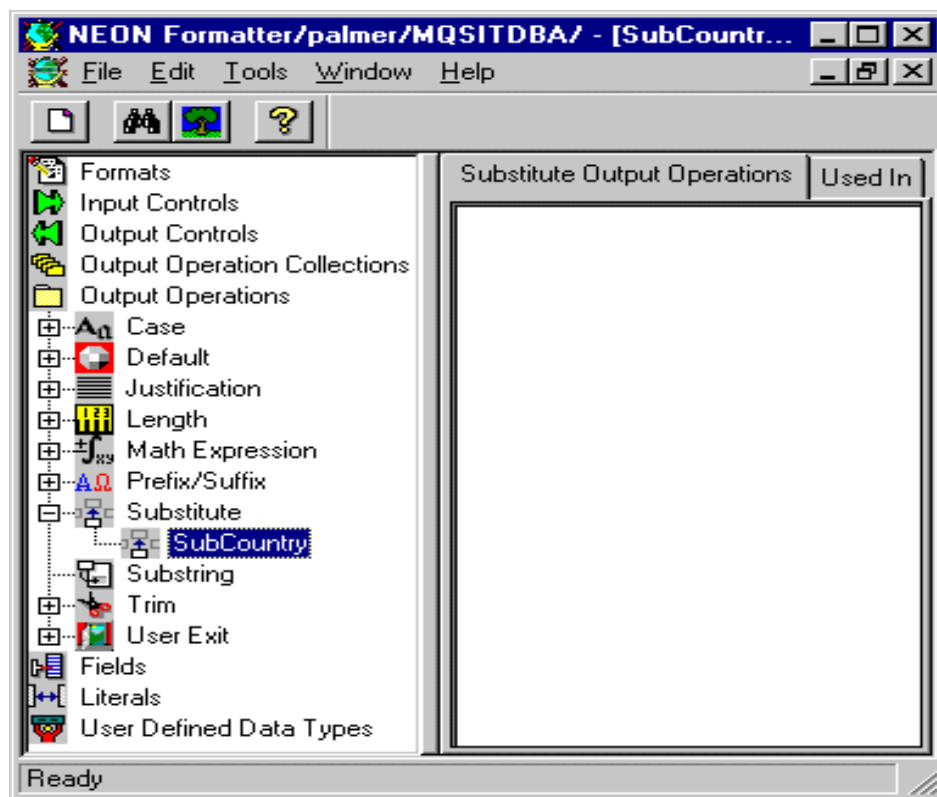 NEON Formatter/palmer/MQSITDBA/ - [SubCountr...
File Edit Tools Window Help
Formats
Input Controls
Output Controls
Output Operation Collections
Output Operations
Case
Default
Justification
Length
Math Expression
Prefix/Suffix
Substitute
SubCountry
Substring
Trim
User Exit
Fields
Literals
User Defined Data Types
Substitute Output Operations
Used In
Ready